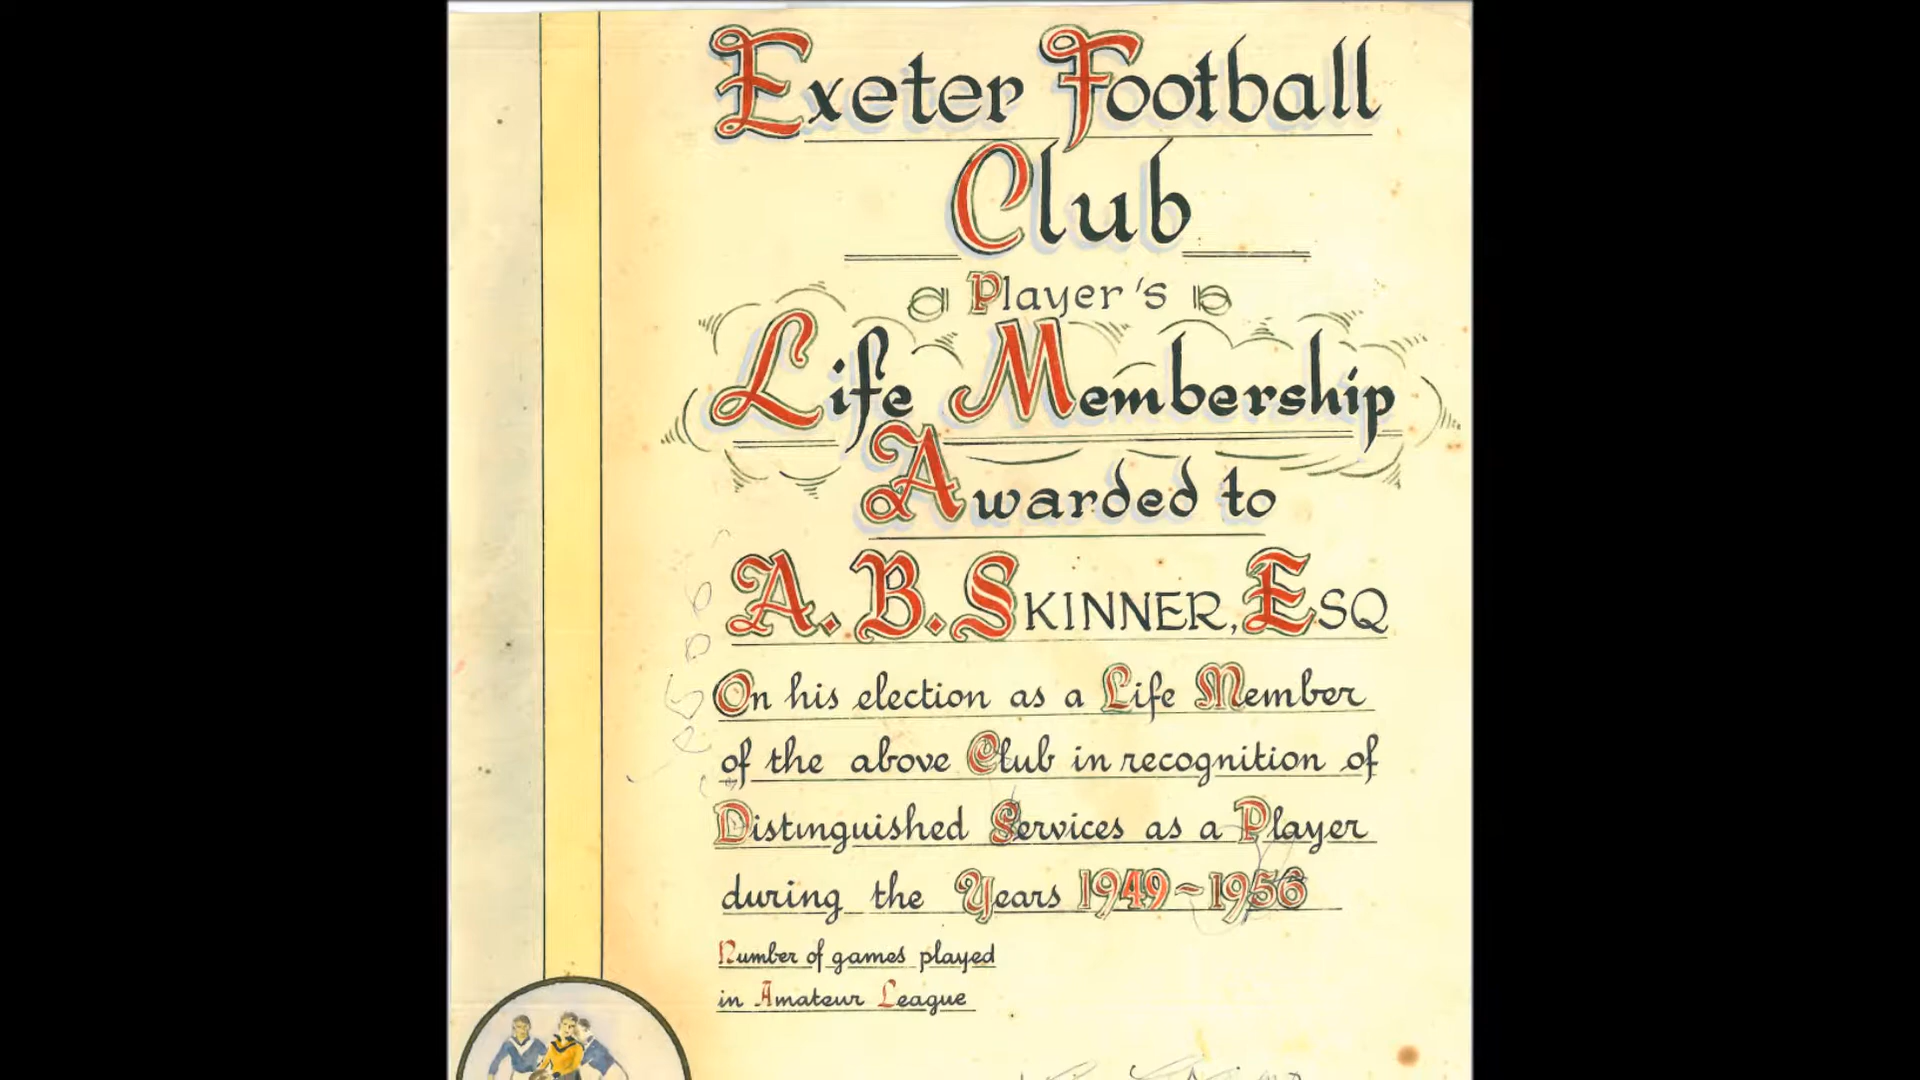 Exeter Football
Club
Player's
Life Membership
Awarded to
A. B. SKINNER, ESQ
On his election as a Life Member
of the above Club in recognition of
Distinguished Services as a Player
during the Years 1949 ~ 1956
Number of games played
in Amateur League